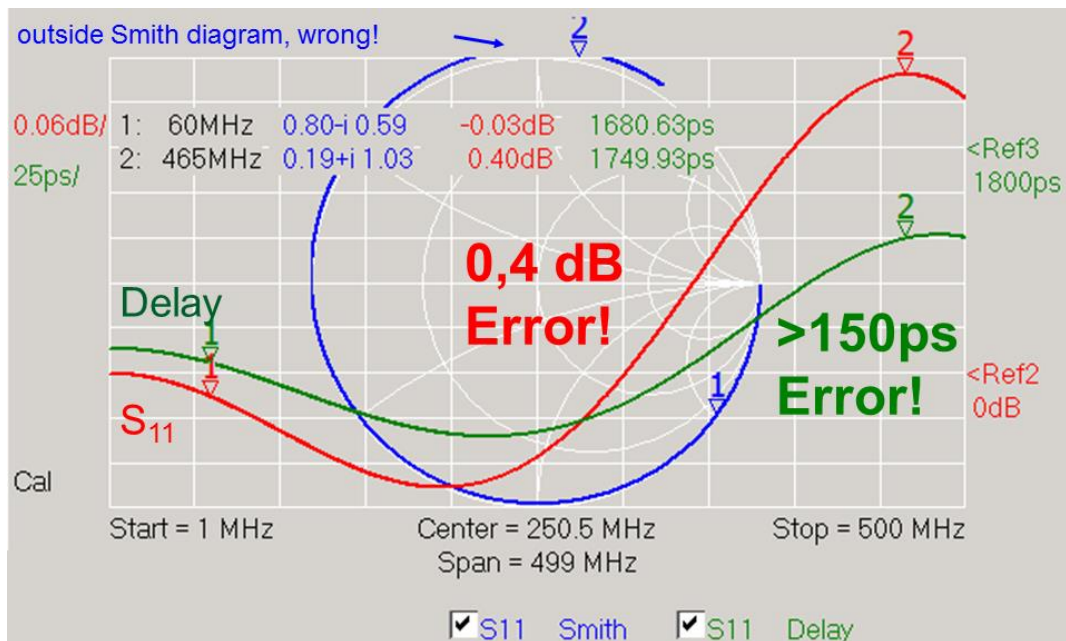 outside Smith diagram, wrong!
2
2
0.06dB/ 1: 60MHz 0.80-i 0.59 -0.03dB 1680.63ps
2: 465MHz 0.19+i 1.03 0.40dB 1749.93ps
25ps/
<Ref3
1800ps
2
0,4 dB
Error!
Delay
1
1
>150ps
Error!
1
<Ref2
0dB
S11
Cal
Start = 1 MHz Center = 250.5 MHz Stop = 500 MHz
Span = 499 MHz
S11 Smith S11 Delay